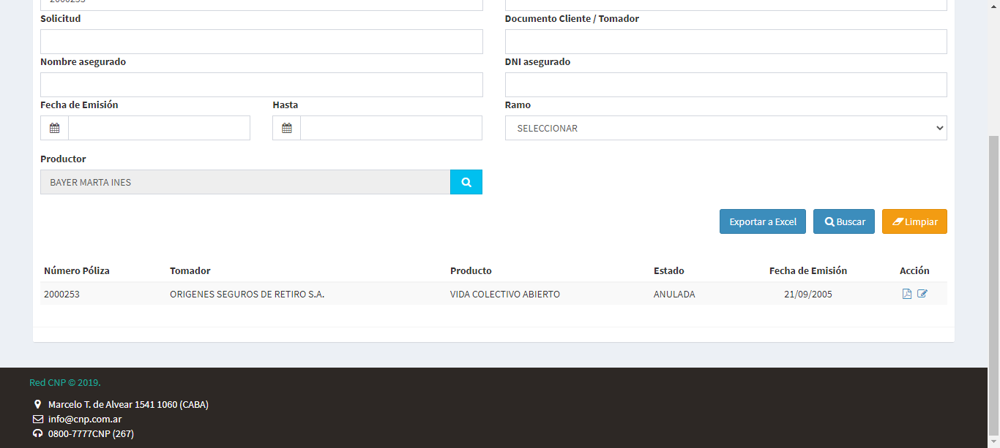 2000253
Solicitud Documento Cliente / Tomador
Nombre asegurado DNI asegurado
Fecha de Emisión Hasta Ramo
SELECCIONAR
Productor
BAYER MARTA INES
Exportar a Excel Buscar Limpiar
Número Póliza Tomador Producto Estado Fecha de Emisión Acción
2000253 ORIGENES SEGUROS DE RETIRO S.A. VIDA COLECTIVO ABIERTO ANULADA 21/09/2005
Red CNP © 2019.
Marcelo T. de Alvear 1541 1060 (CABA)
info@cnp.com.ar
0800-7777CNP (267)